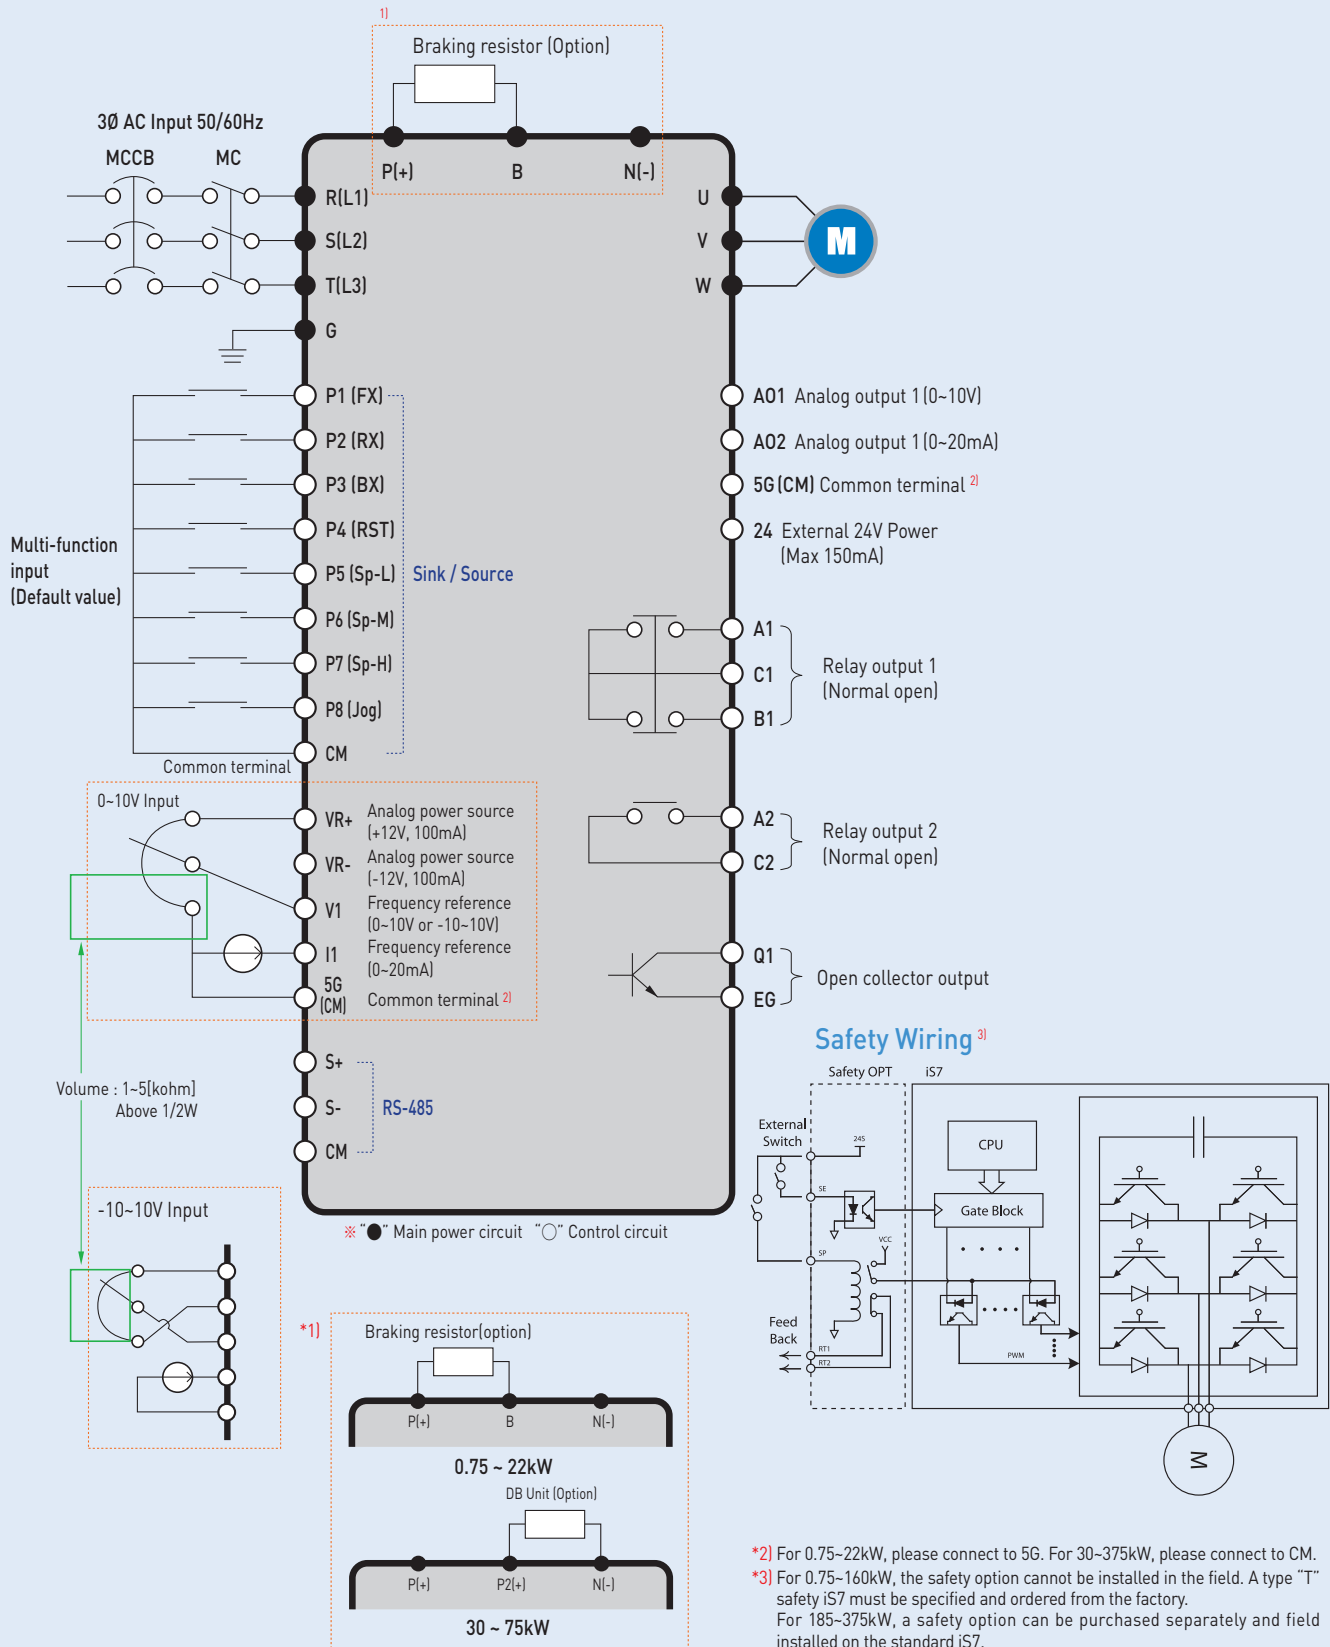 1)
Braking resistor (Option)
3Ø AC Input 50/60Hz
MCCB
MC
P(+)
B
N(-)
R(L1)
S(L2)
T(L3)
G
U
V
W
M
P1 (FX)
P2 (RX)
P3 (BX)
P4 (RST)
P5 (Sp-L)
P6 (Sp-M)
P7 (Sp-H)
P8 (Jog)
CM
Multi-function
input
(Default value)
Sink / Source
Common terminal
AO1 Analog output 1 (0~10V)
AO2 Analog output 1 (0~20mA)
5G (CM) Common terminal 2)
24 External 24V Power
(Max 150mA)
A1
C1
B1
Relay output 1
(Normal open)
A2
C2
Relay output 2
(Normal open)
Q1
EG
Open collector output
0~10V Input
VR+ Analog power source
(+12V, 100mA)
VR- Analog power source
(-12V, 100mA)
V1 Frequency reference
(0~10V or -10~10V)
I1 Frequency reference
(0~20mA)
5G
(CM) Common terminal 2)
S+
S-
CM
RS-485
Volume : 1~5[kohm]
Above 1/2W
-10~10V Input
※ “●” Main power circuit “○” Control circuit
Safety Wiring 3)
Safety OPT
iS7
External
Switch
24S
SE
SP
VCC
Feed
Back
RT1
RT2
CPU
Gate Block
PWM
M
*1)
Braking resistor(option)
P(+)
B
N(-)
0.75 ~ 22kW
DB Unit (Option)
P(+)
P2(+)
N(-)
30 ~ 75kW
*2) For 0.75~22kW, please connect to 5G. For 30~375kW, please connect to CM.
*3) For 0.75~160kW, the safety option cannot be installed in the field. A type “T”
safety iS7 must be specified and ordered from the factory.
For 185~375kW, a safety option can be purchased separately and field
installed on the standard iS7.